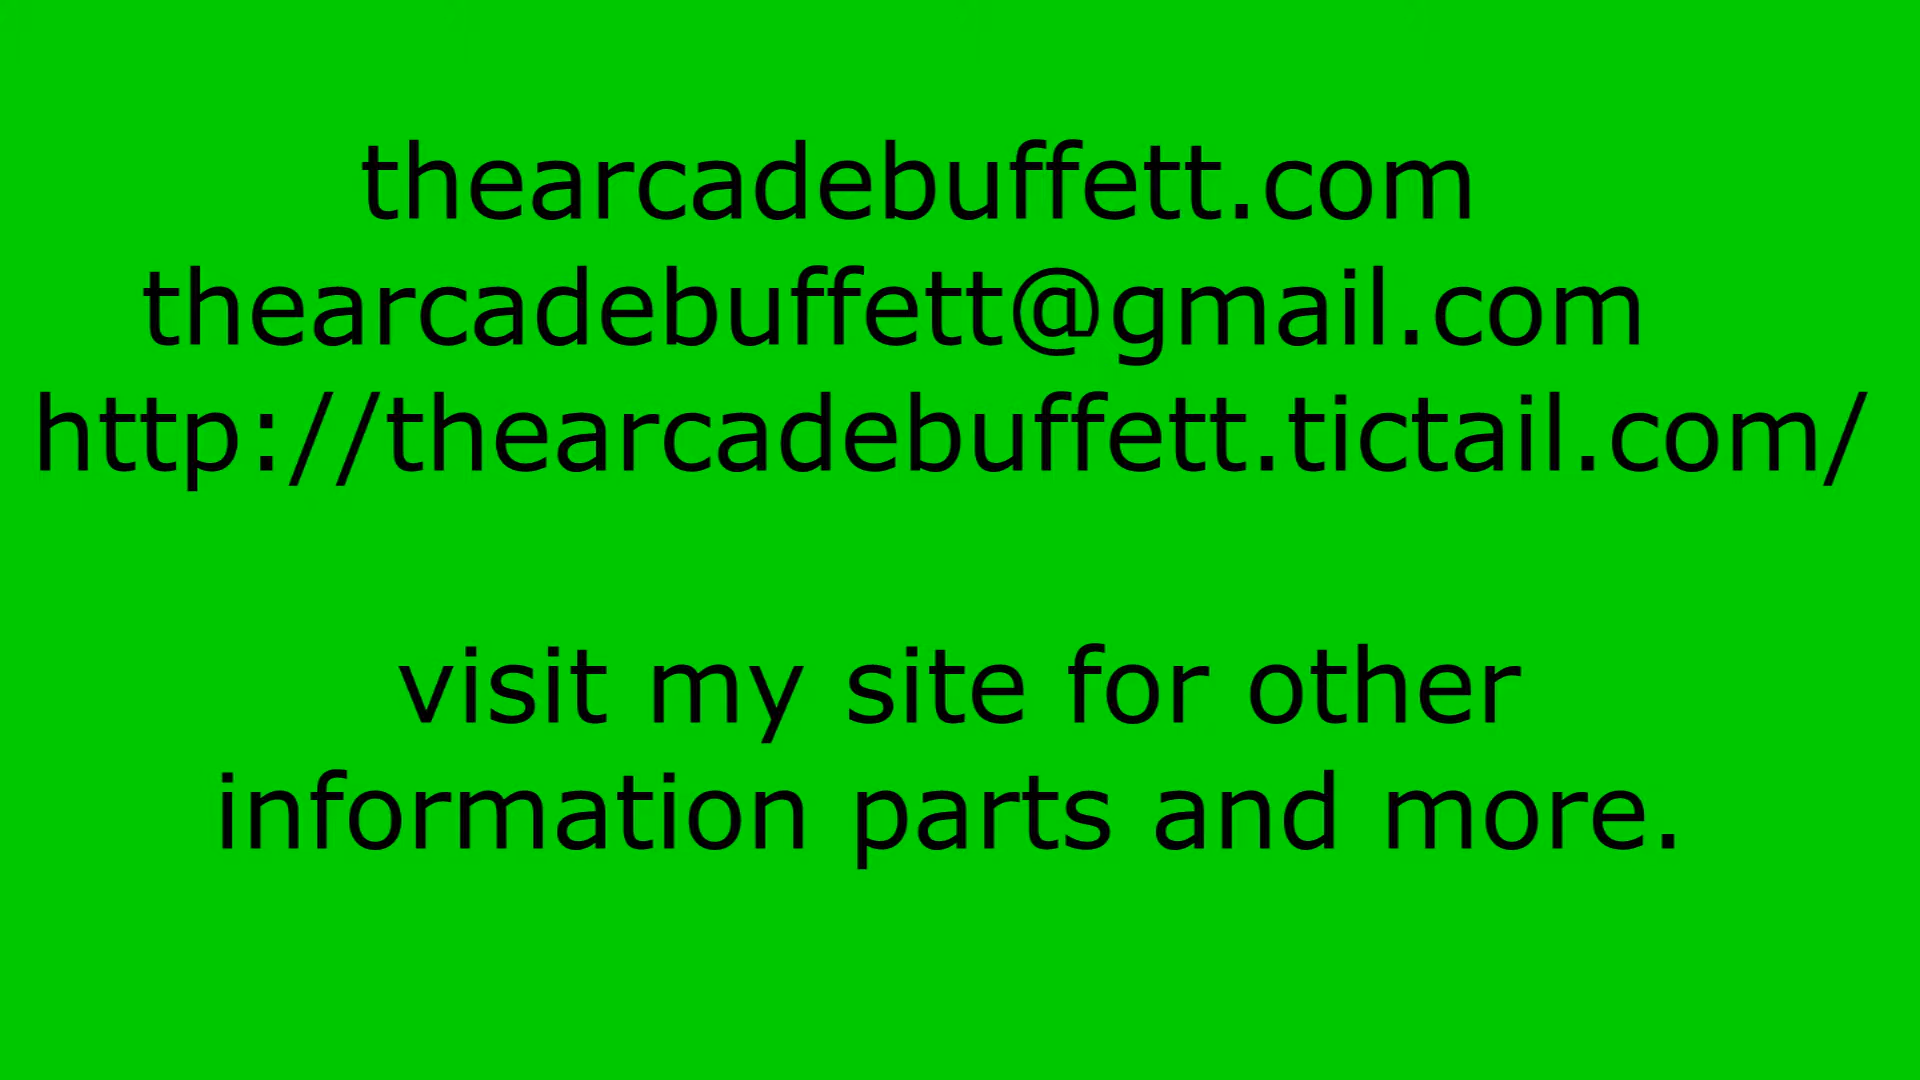 thearcadebuffett.com
thearcadebuffett@gmail.com
http://thearcadebuffett.tictail.com/
visit my site for other
information parts and more.